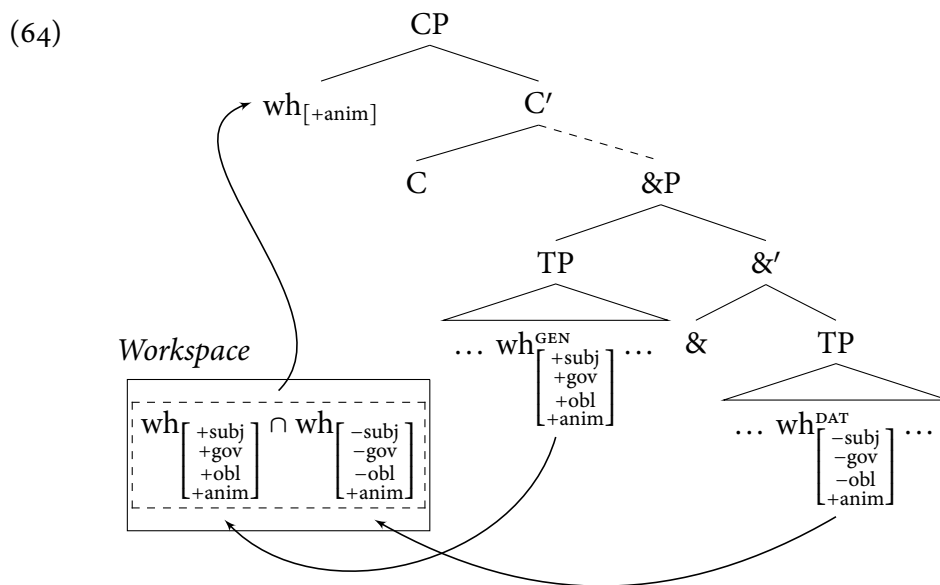 (64)
CP
wh[+anim]
C′
C
&P
TP
&′
… wh^GEN[+subj +gov +obl +anim] …
&
TP
Workspace
… wh^DAT[−subj −gov −obl +anim] …
wh[+subj +gov +obl +anim] ∩ wh[−subj −gov −obl +anim]